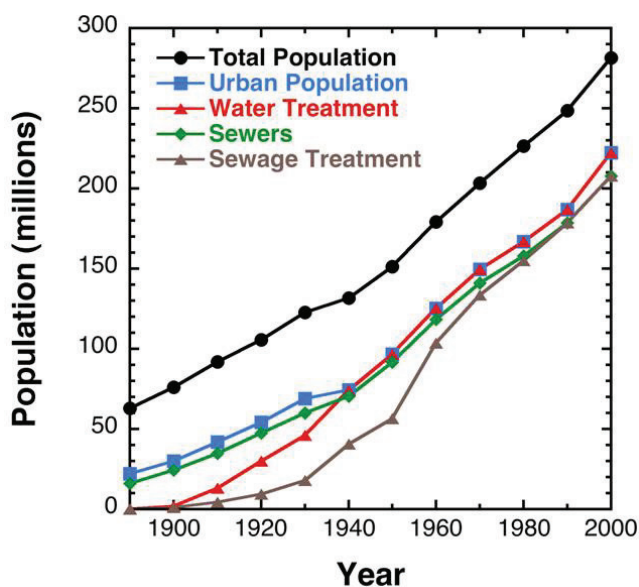 300
250
200
150
100
50
0
Population (millions)
Total Population
Urban Population
Water Treatment
Sewers
Sewage Treatment
1900 1920 1940 1960 1980 2000
Year